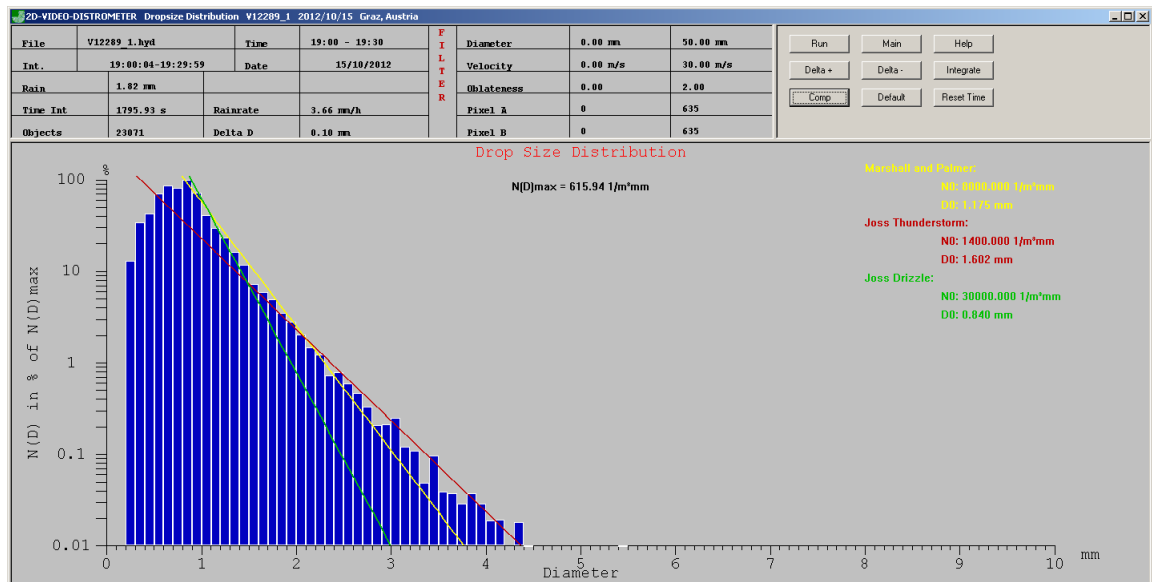 2D-VIDEO-DISTROMETER Dropsize Distribution V12289_1 2012/10/15 Graz, Austria
File V12289_1.hyd Time 19:00 - 19:30
Int. 19:00:04-19:29:59 Date 15/10/2012
Rain 1.82 mm
Time Int 1795.93 s Rainrate 3.66 mm/h
Objects 23071 Delta D 0.10 mm
FILTER
Diameter 0.00 mm 50.00 mm
Velocity 0.00 m/s 30.00 m/s
Oblateness 0.00 2.00
Pixel A 0 635
Pixel B 0 635
Run Main Help
Delta + Delta - Integrate
Comp Default Reset Time
Drop Size Distribution
N(D)max = 615.94 1/m³mm
Marshall and Palmer:
N0: 8000.000 1/m³mm
D0: 1.175 mm
Joss Thunderstorm:
N0: 1400.000 1/m³mm
D0: 1.602 mm
Joss Drizzle:
N0: 30000.000 1/m³mm
D0: 0.840 mm
%
100
10
1
0.1
0.01
N(D) in % of N(D)max
0 1 2 3 4 5 6 7 8 9 10 mm
Diameter